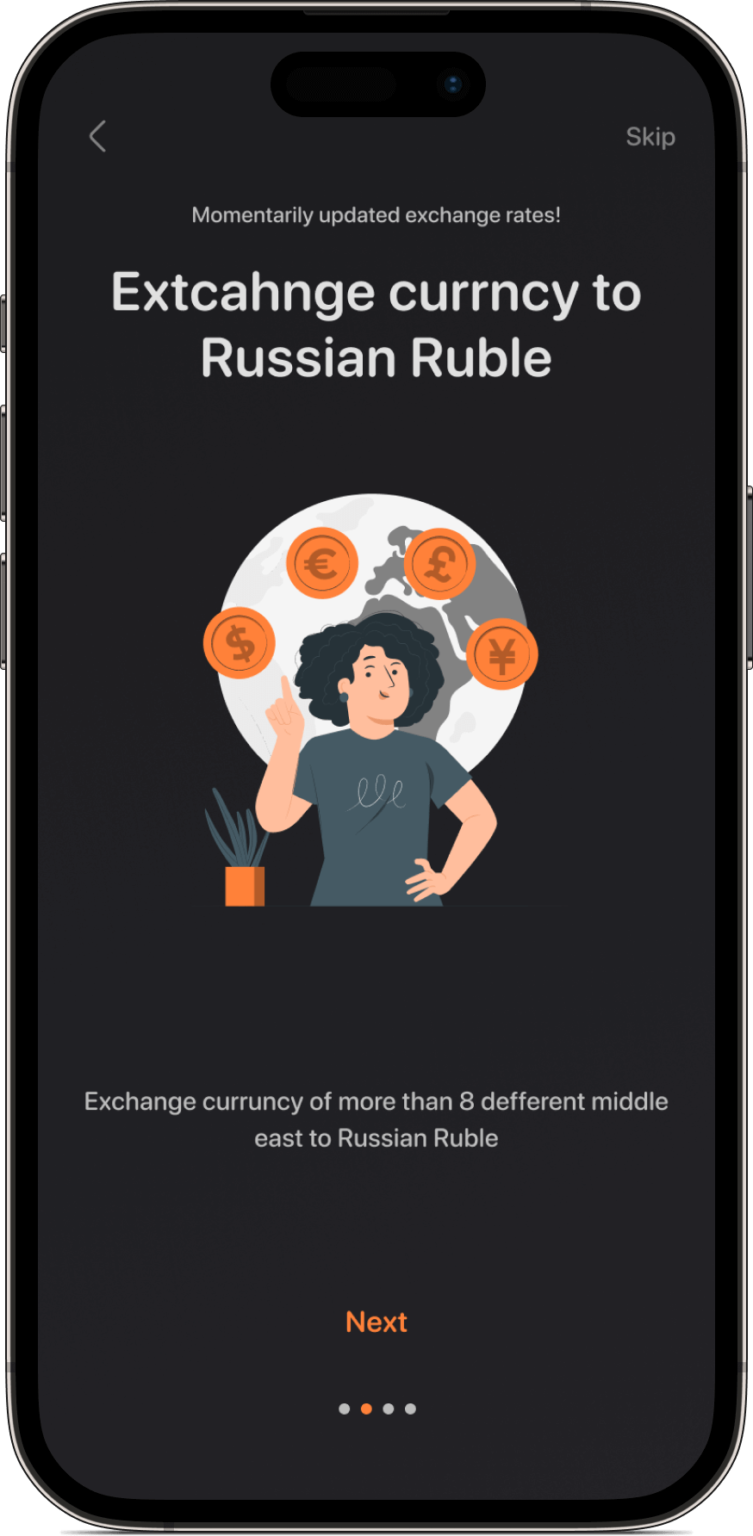 Skip
Momentarily updated exchange rates!
Extcahnge currncy to
Russian Ruble
€
£
$
¥
Exchange curruncy of more than 8 defferent middle
east to Russian Ruble
Next